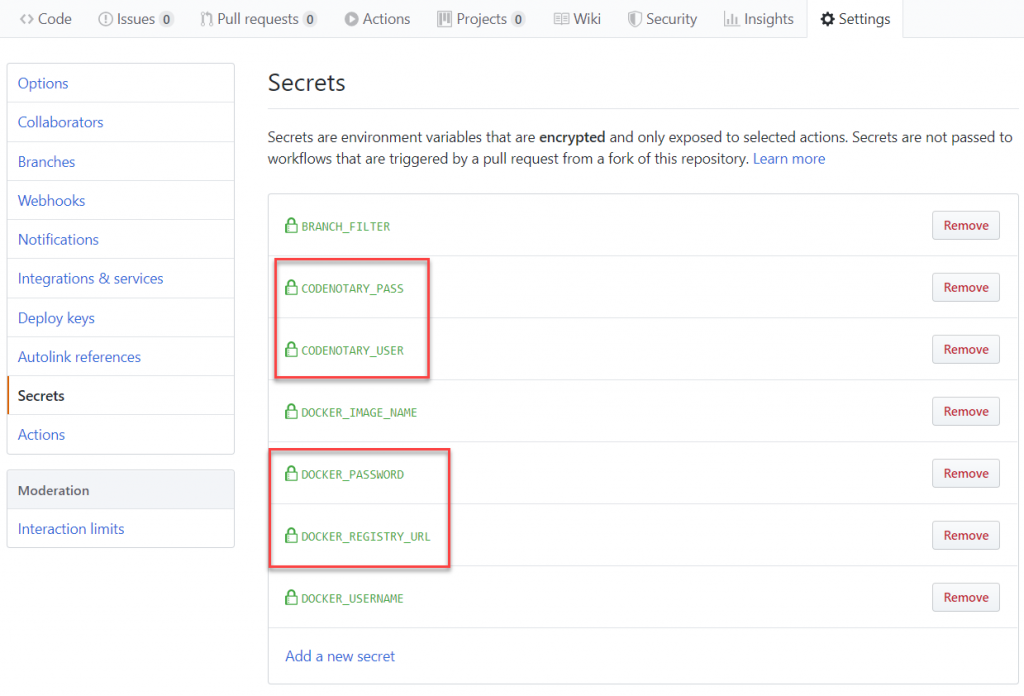 Code Issues 0 Pull requests 0 Actions Projects 0 Wiki Security Insights Settings
Options
Collaborators
Branches
Webhooks
Notifications
Integrations & services
Deploy keys
Autolink references
Secrets
Actions
Moderation
Interaction limits
Secrets
Secrets are environment variables that are encrypted and only exposed to selected actions. Secrets are not passed to
workflows that are triggered by a pull request from a fork of this repository. Learn more
BRANCH_FILTER Remove
CODENOTARY_PASS Remove
CODENOTARY_USER Remove
DOCKER_IMAGE_NAME Remove
DOCKER_PASSWORD Remove
DOCKER_REGISTRY_URL Remove
DOCKER_USERNAME Remove
Add a new secret